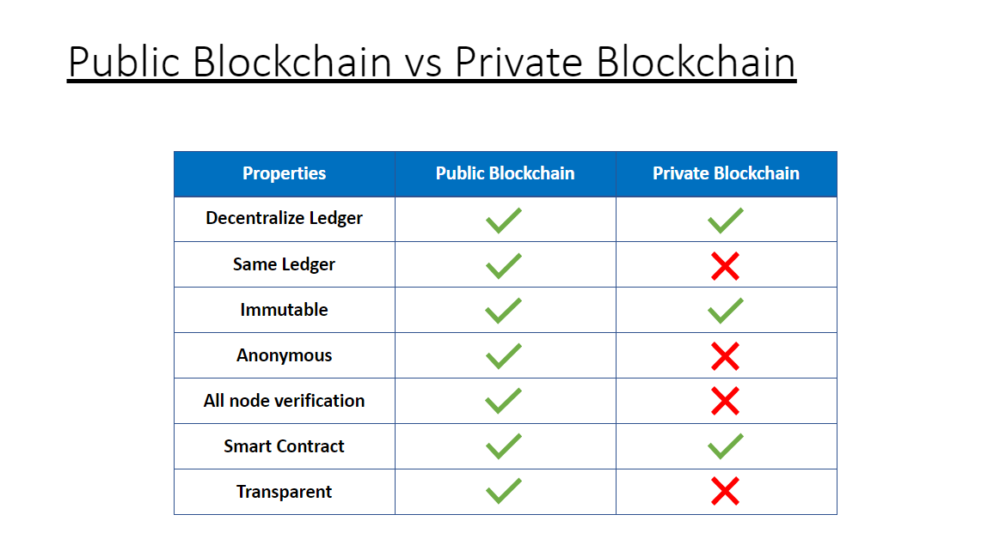 Public Blockchain vs Private Blockchain
Properties Public Blockchain Private Blockchain
Decentralize Ledger
Same Ledger
Immutable
Anonymous
All node verification
Smart Contract
Transparent